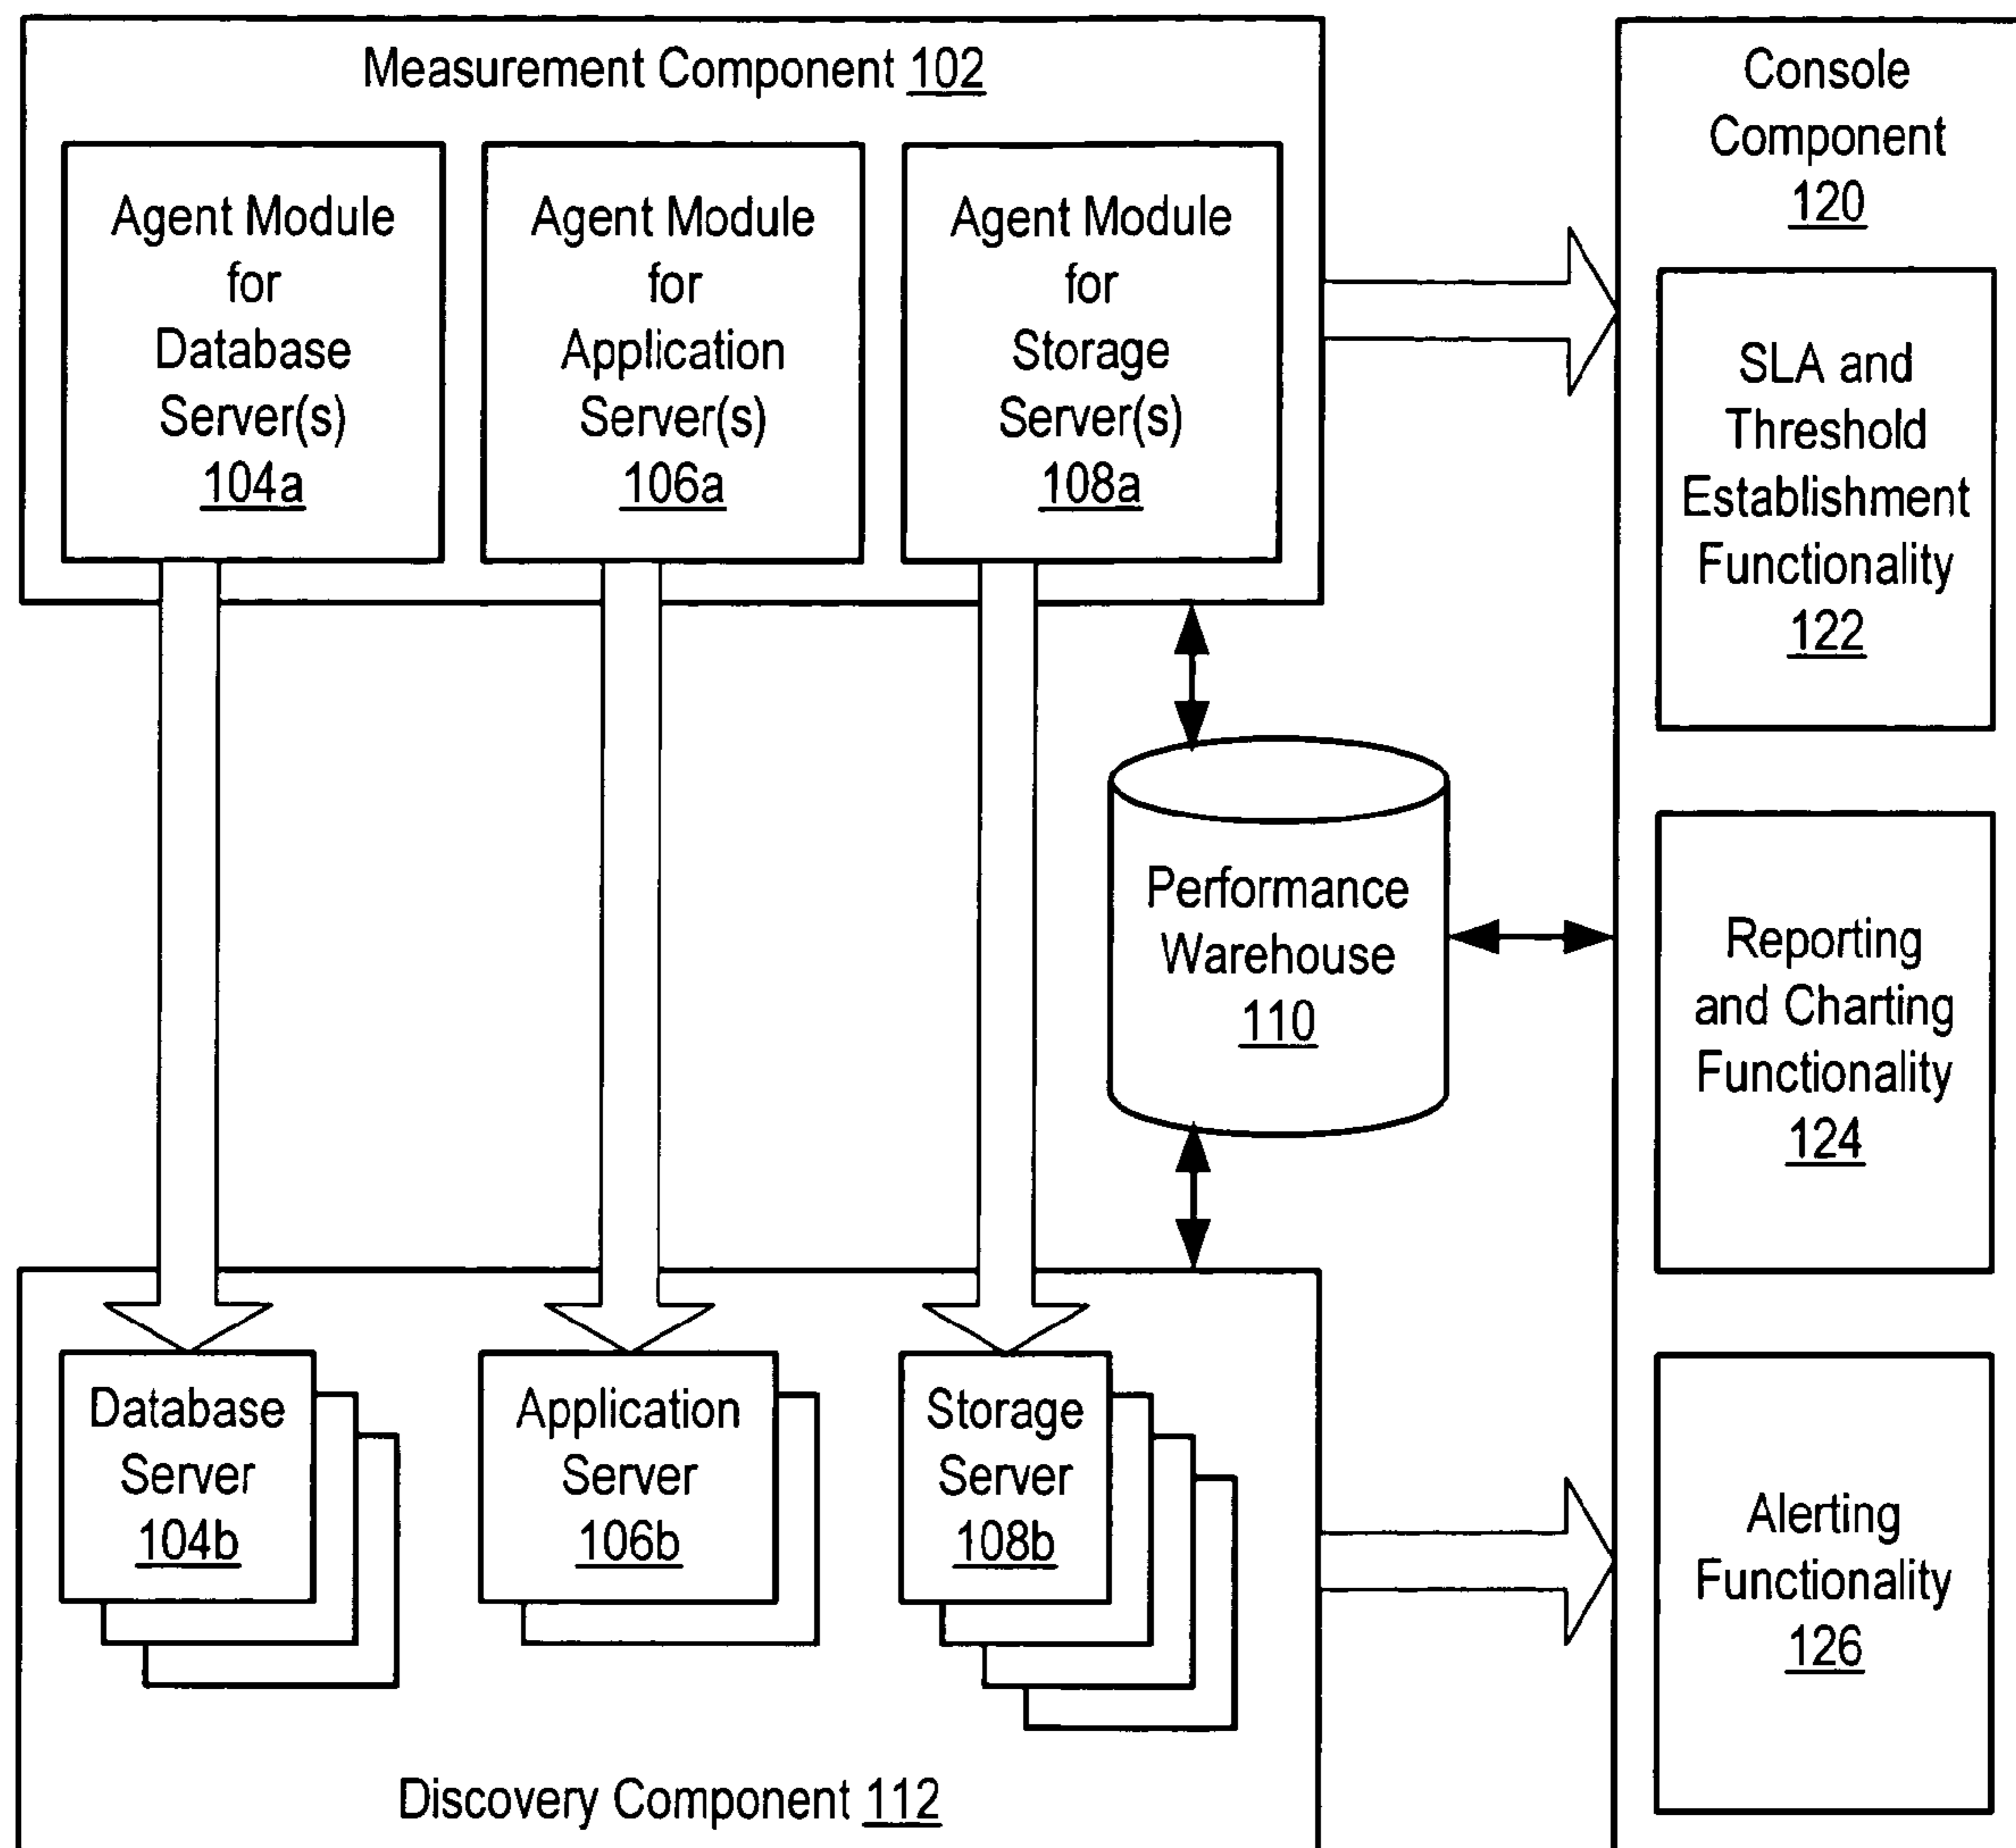 Measurement Component 102
Agent Module
for
Database
Server(s)
104a
Agent Module
for
Application
Server(s)
106a
Agent Module
for
Storage
Server(s)
108a
Console
Component
120
SLA and
Threshold
Establishment
Functionality
122
Performance
Warehouse
110
Reporting
and Charting
Functionality
124
Database
Server
104b
Application
Server
106b
Storage
Server
108b
Alerting
Functionality
126
Discovery Component 112